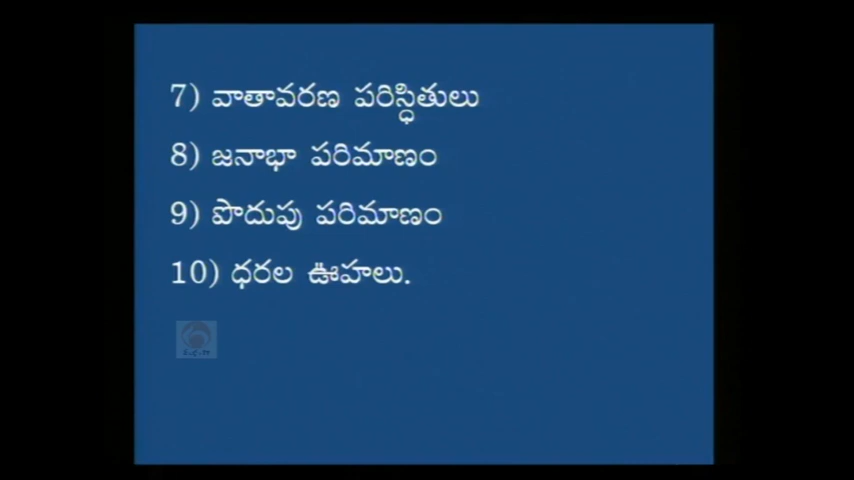 7) వాతావరణ పరిస్ధితులు
8) జనాభా పరిమాణం
9) పొదుపు పరిమాణం
10) ధరల ఊహలు.